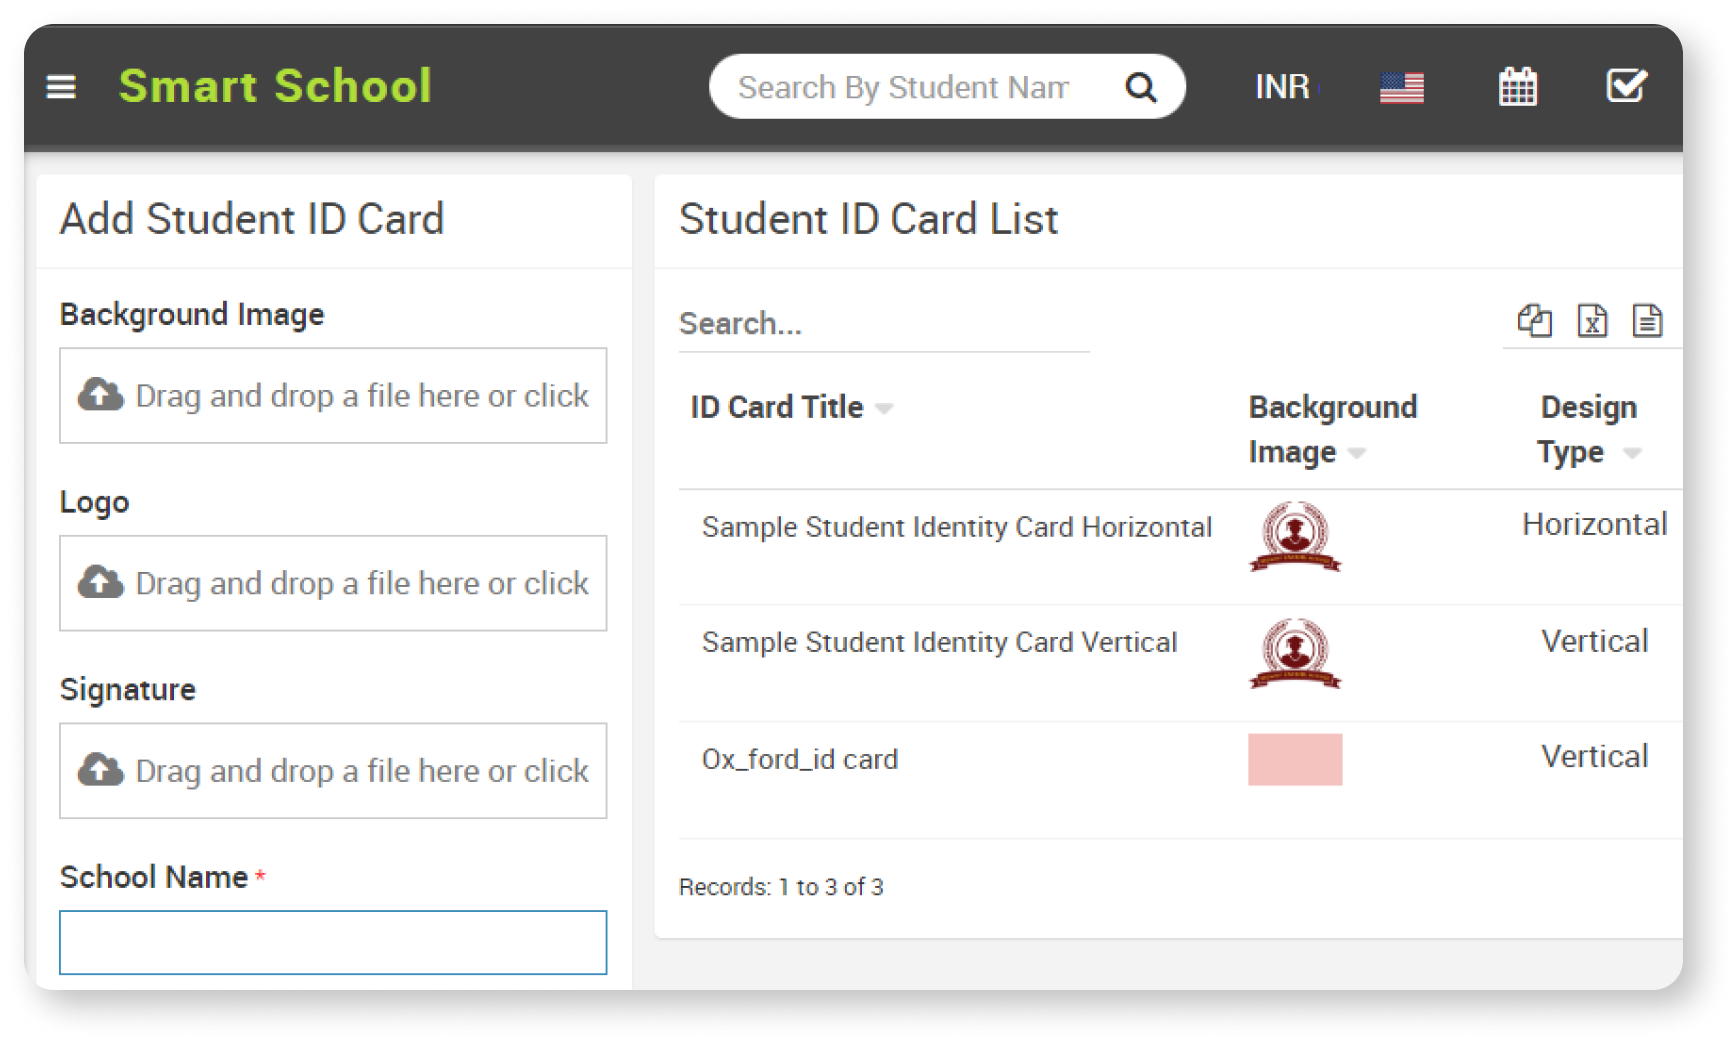 Smart School
Search By Student Nam
INR
Add Student ID Card
Background Image
Drag and drop a file here or click
Logo
Drag and drop a file here or click
Signature
Drag and drop a file here or click
School Name *
Student ID Card List
Search...
ID Card Title
Background
Image
Design
Type
Sample Student Identity Card Horizontal
Horizontal
Sample Student Identity Card Vertical
Vertical
Ox_ford_id card
Vertical
Records: 1 to 3 of 3